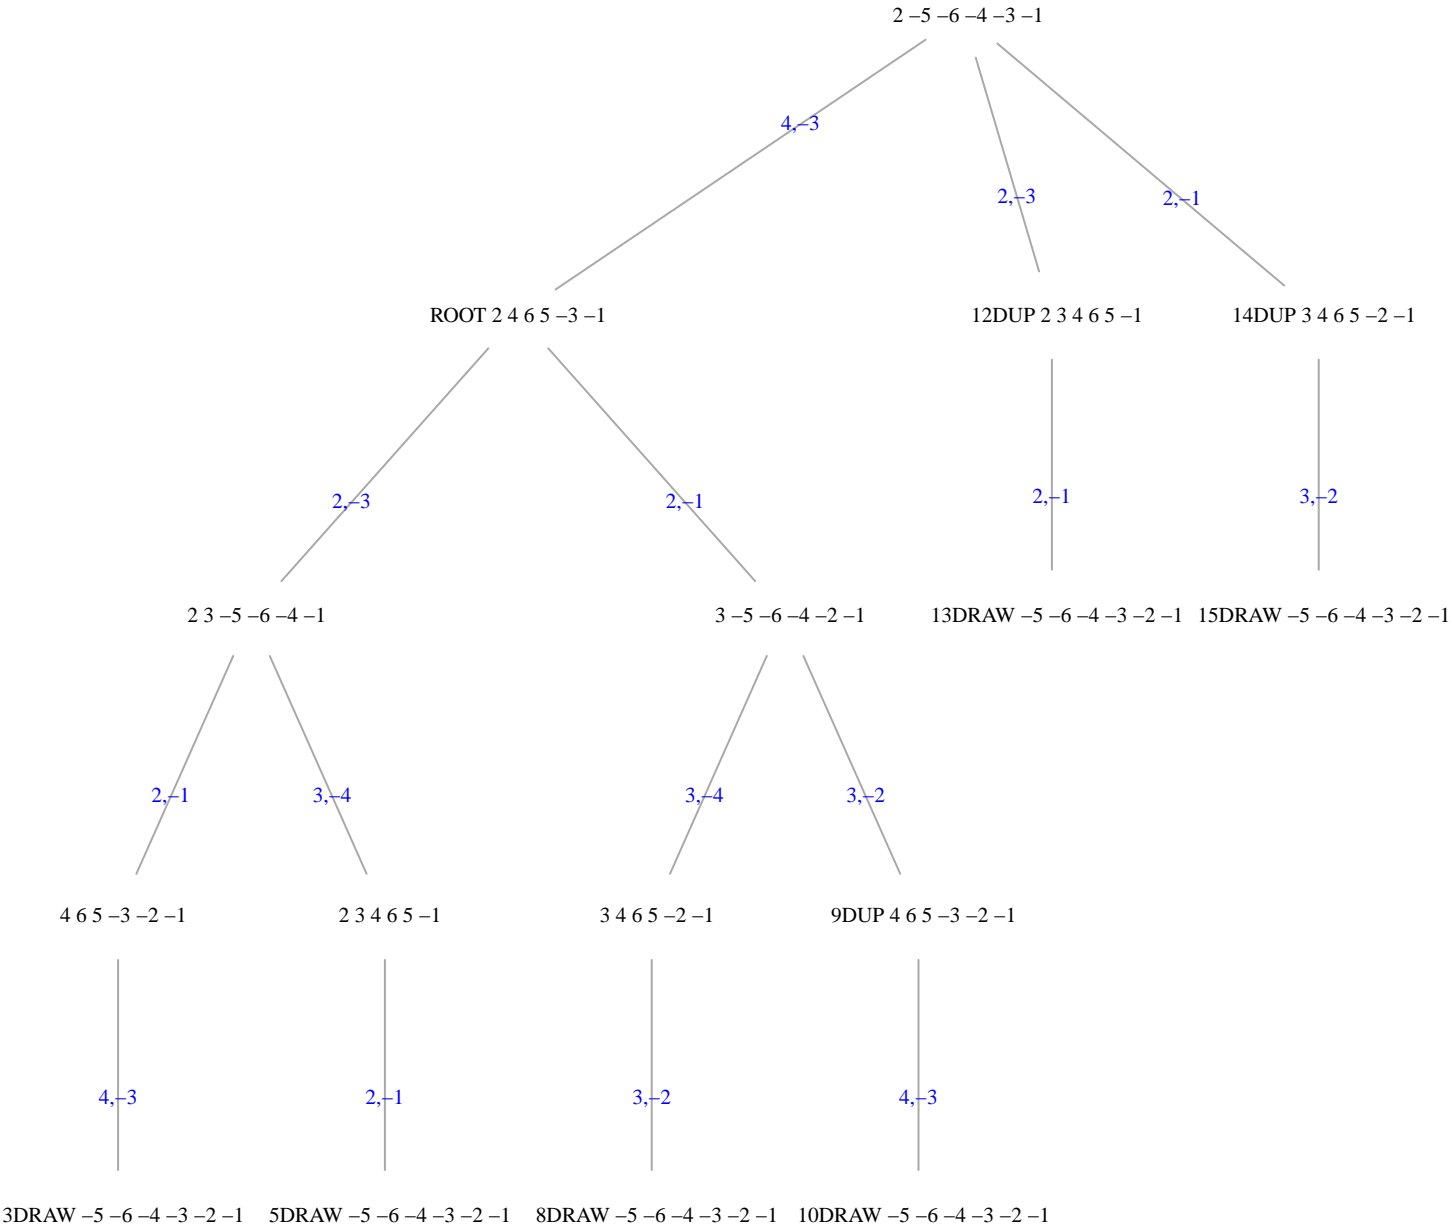 2 –5 –6 –4 –3 –1
4,–3
2,–3
2,–1
ROOT 2 4 6 5 –3 –1
12DUP 2 3 4 6 5 –1
14DUP 3 4 6 5 –2 –1
2,–3
2,–1
2,–1
3,–2
2 3 –5 –6 –4 –1
3 –5 –6 –4 –2 –1
13DRAW –5 –6 –4 –3 –2 –1
15DRAW –5 –6 –4 –3 –2 –1
2,–1
3,–4
3,–4
3,–2
4 6 5 –3 –2 –1
2 3 4 6 5 –1
3 4 6 5 –2 –1
9DUP 4 6 5 –3 –2 –1
4,–3
2,–1
3,–2
4,–3
3DRAW –5 –6 –4 –3 –2 –1
5DRAW –5 –6 –4 –3 –2 –1
8DRAW –5 –6 –4 –3 –2 –1
10DRAW –5 –6 –4 –3 –2 –1